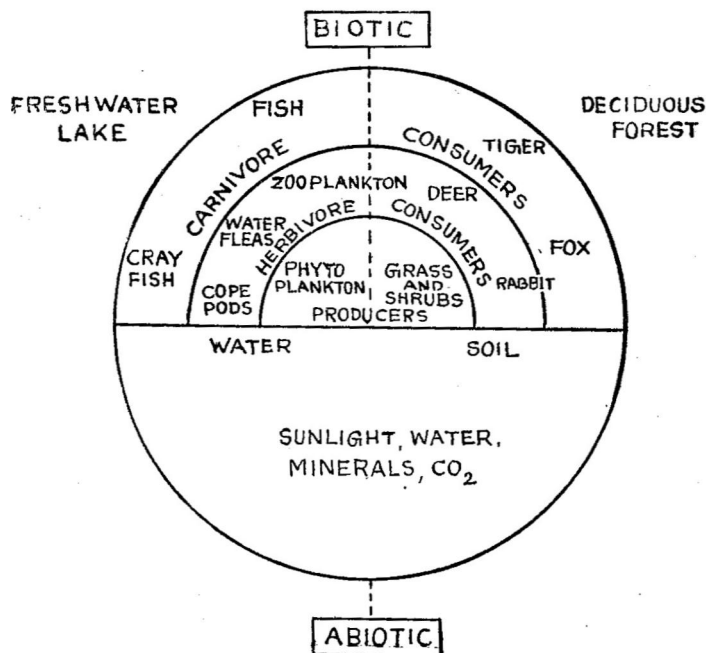 BIOTIC
FRESHWATER
LAKE
DECIDUOUS
FOREST
FISH
TIGER
CARNIVORE
CONSUMERS
ZOOPLANKTON
DEER
WATER
FLEAS
HERBIVORE
CONSUMERS
CRAY
FISH
FOX
COPE
PODS
PHYTO
PLANKTON
GRASS
AND
SHRUBS
RABBIT
PRODUCERS
WATER
SOIL
SUNLIGHT, WATER,
MINERALS, CO₂
ABIOTIC